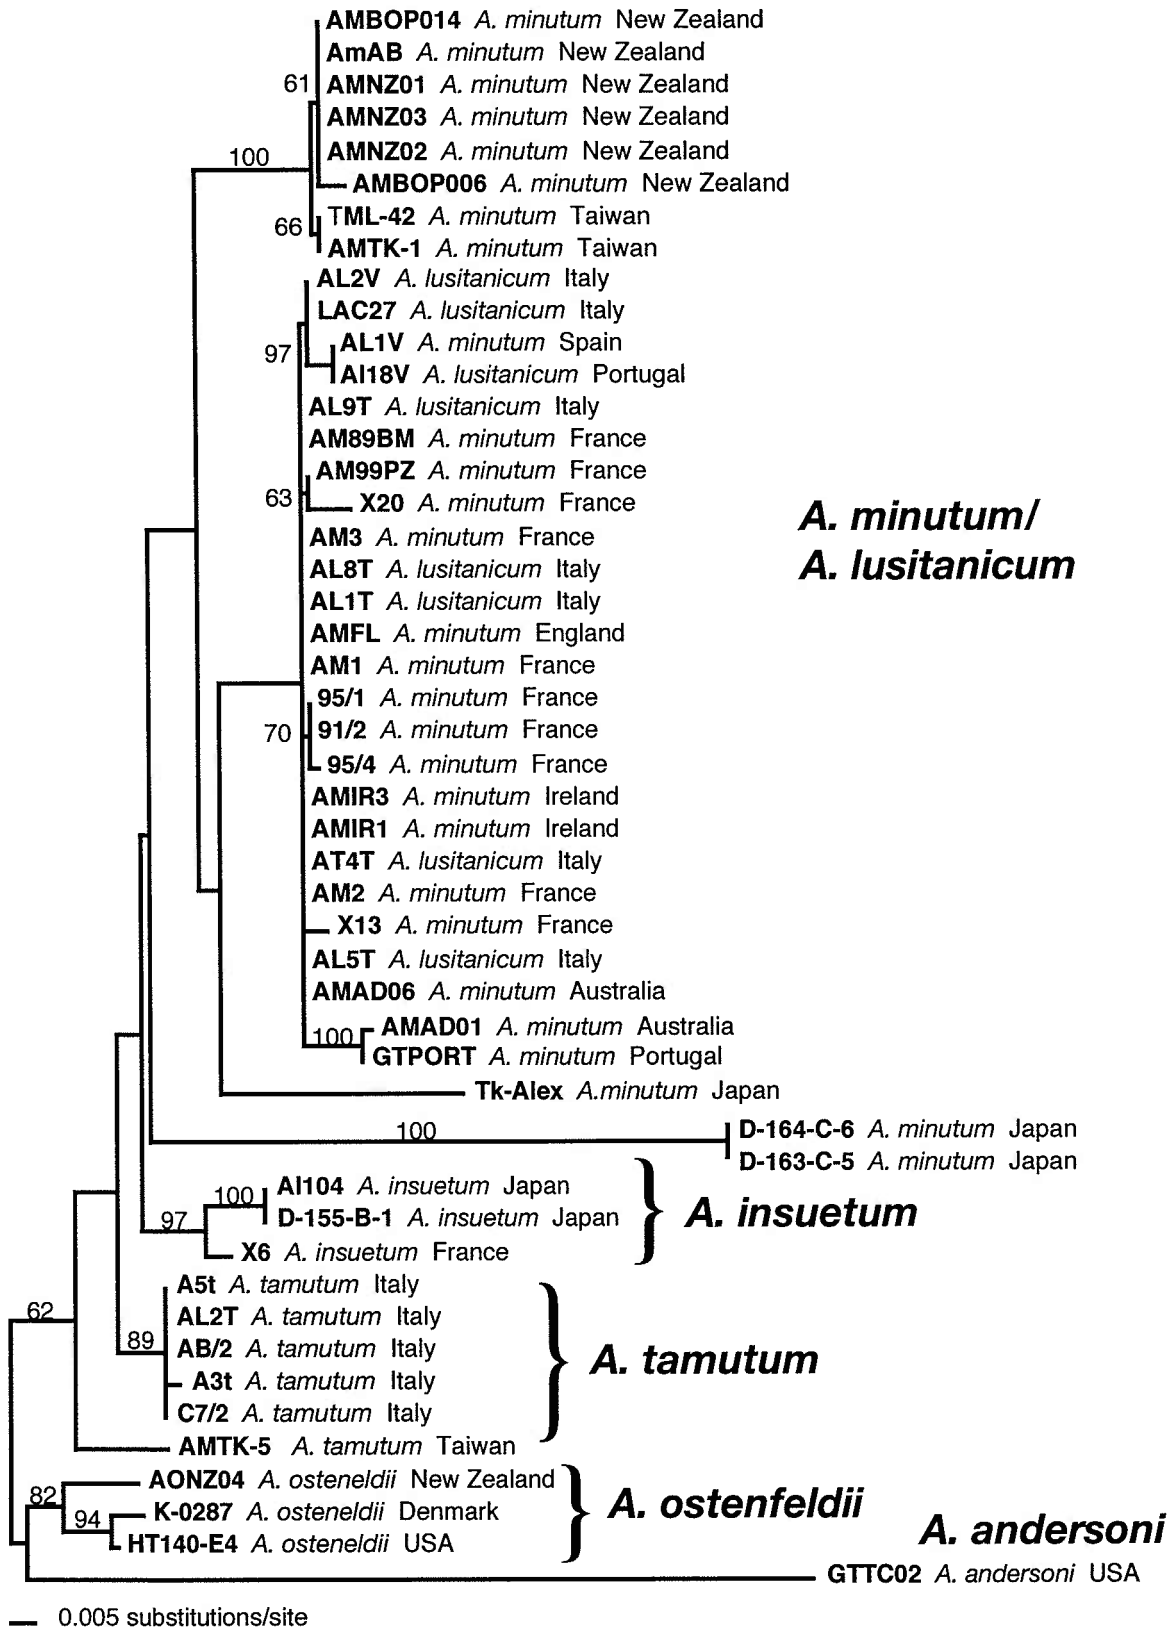 AMBOP014 A. minutum New Zealand
AmAB A. minutum New Zealand
61 AMNZ01 A. minutum New Zealand
AMNZ03 A. minutum New Zealand
AMNZ02 A. minutum New Zealand
100
AMBOP006 A. minutum New Zealand
TML-42 A. minutum Taiwan
66
AMTK-1 A. minutum Taiwan
AL2V A. lusitanicum Italy
LAC27 A. lusitanicum Italy
AL1V A. minutum Spain
97
Al18V A. lusitanicum Portugal
AL9T A. lusitanicum Italy
AM89BM A. minutum France
AM99PZ A. minutum France
63 X20 A. minutum France
A. minutum/
AM3 A. minutum France
A. lusitanicum
AL8T A. lusitanicum Italy
AL1T A. lusitanicum Italy
AMFL A. minutum England
AM1 A. minutum France
95/1 A. minutum France
70 91/2 A. minutum France
95/4 A. minutum France
AMIR3 A. minutum Ireland
AMIR1 A. minutum Ireland
AT4T A. lusitanicum Italy
AM2 A. minutum France
X13 A. minutum France
AL5T A. lusitanicum Italy
AMAD06 A. minutum Australia
AMAD01 A. minutum Australia
100
GTPORT A. minutum Portugal
Tk-Alex A.minutum Japan
100 D-164-C-6 A. minutum Japan
D-163-C-5 A. minutum Japan
AI104 A. insuetum Japan
100
A. insuetum
97 D-155-B-1 A. insuetum Japan
X6 A. insuetum France
A5t A. tamutum Italy
62 AL2T A. tamutum Italy
89 AB/2 A. tamutum Italy
A. tamutum
A3t A. tamutum Italy
C7/2 A. tamutum Italy
AMTK-5 A. tamutum Taiwan
AONZ04 A. osteneldii New Zealand
82
A. ostenfeldii
K-0287 A. osteneldii Denmark
94
A. andersoni
HT140-E4 A. osteneldii USA
GTTC02 A. andersoni USA
0.005 substitutions/site